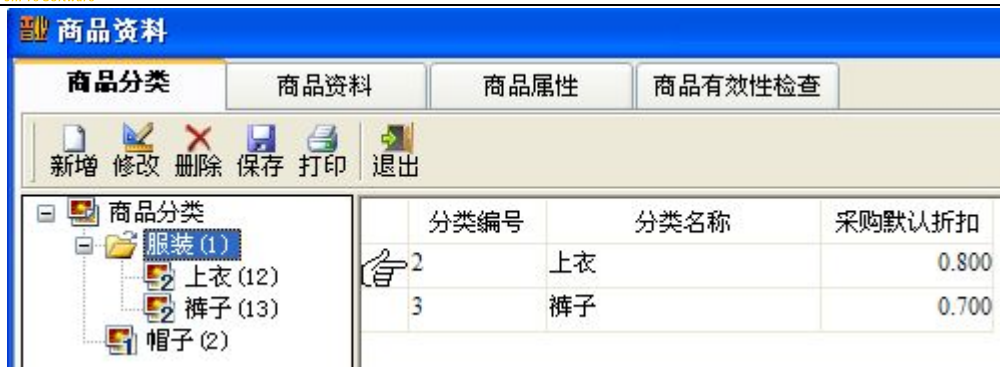 商品资料
商品分类 商品资料 商品属性 商品有效性检查
新增 修改 删除 保存 打印 退出
商品分类
服装(1)
上衣(12)
裤子(13)
帽子(2)
分类编号 分类名称 采购默认折扣
2 上衣 0.800
3 裤子 0.700